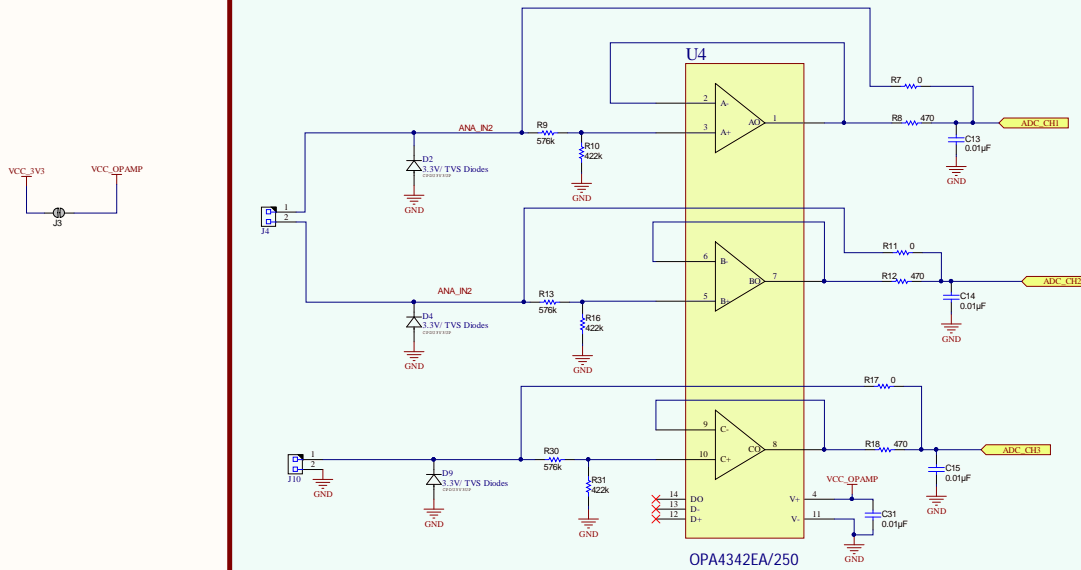 VCC_3V3
VCC_OPAMP
J3
U4
R7 0
2 A-
AO 1
R8 470
ADC_CH1
ANA_IN2
R9
576k
3 A+
C13
0.01µF
R10
422k
D2
3.3V/ TVS Diodes
GND
GND
GND
1
2
J4
R11 0
6 B-
BO 7
R12 470
ADC_CH2
ANA_IN2
R13
576k
5 B+
C14
0.01µF
D4
3.3V/ TVS Diodes
R16
422k
GND
GND
GND
R17 0
9 C-
CO 8
R18 470
ADC_CH3
R30
576k
10 C+
1
2
J10
GND
D9
3.3V/ TVS Diodes
GND
R31
422k
GND
C15
0.01µF
GND
VCC_OPAMP
14 DO
13 D-
12 D+
V+ 4
V- 11
C31
0.01µF
GND
OPA4342EA/250